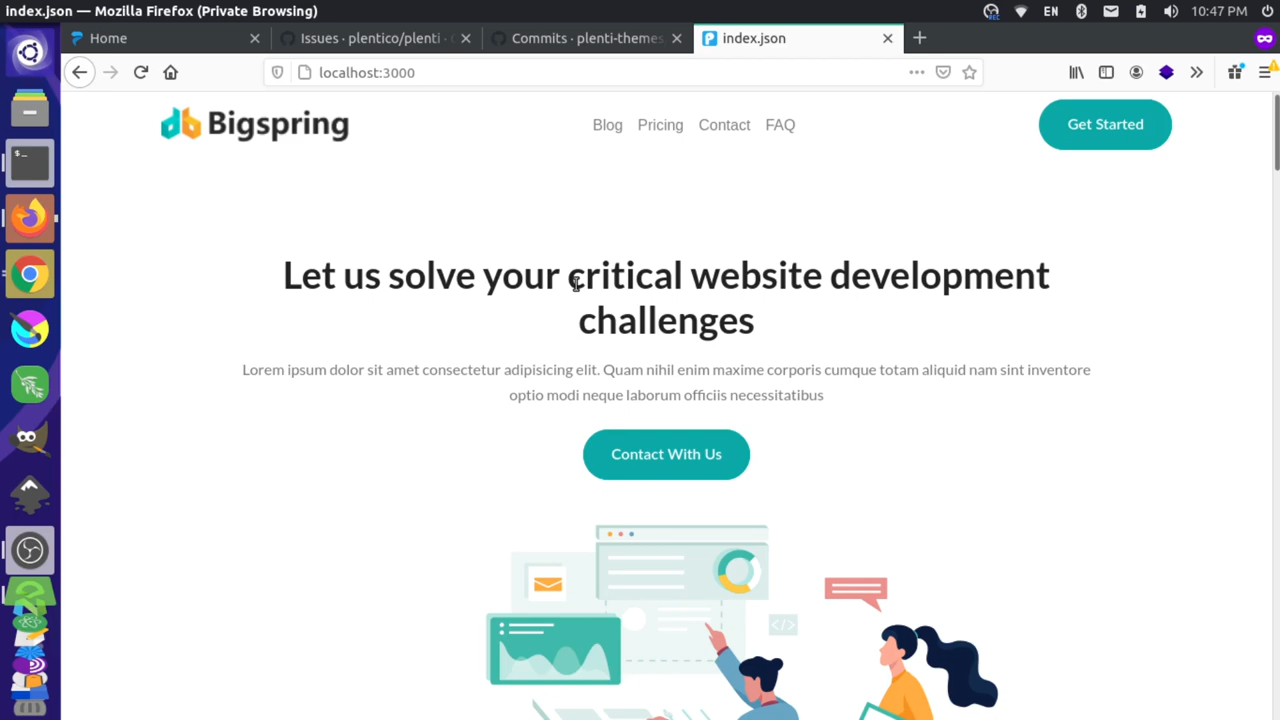 index.json — Mozilla Firefox (Private Browsing)
REC
EN
10:47 PM
Home
Issues · plentico/plenti ·
Commits · plenti-themes
index.json
localhost:3000
Bigspring
Blog
Pricing
Contact
FAQ
Get Started
Let us solve your critical website development
challenges
Lorem ipsum dolor sit amet consectetur adipisicing elit. Quam nihil enim maxime corporis cumque totam aliquid nam sint inventore
optio modi neque laborum officiis necessitatibus
Contact With Us
</>